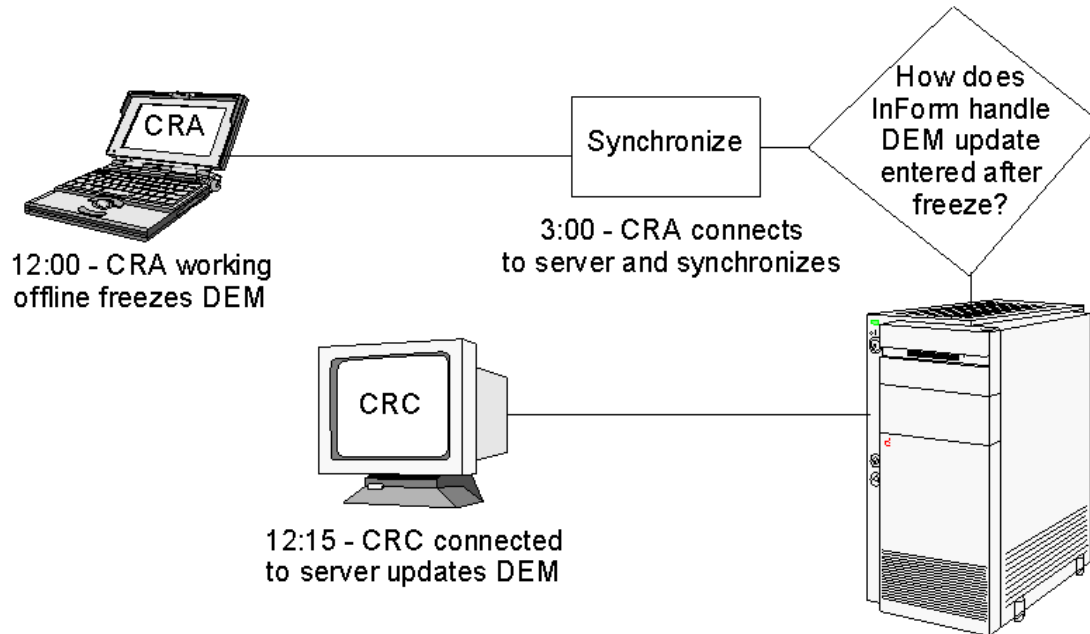 CRA
12:00 - CRA working
offline freezes DEM
Synchronize
3:00 - CRA connects
to server and synchronizes
How does
InForm handle
DEM update
entered after
freeze?
CRC
12:15 - CRC connected
to server updates DEM